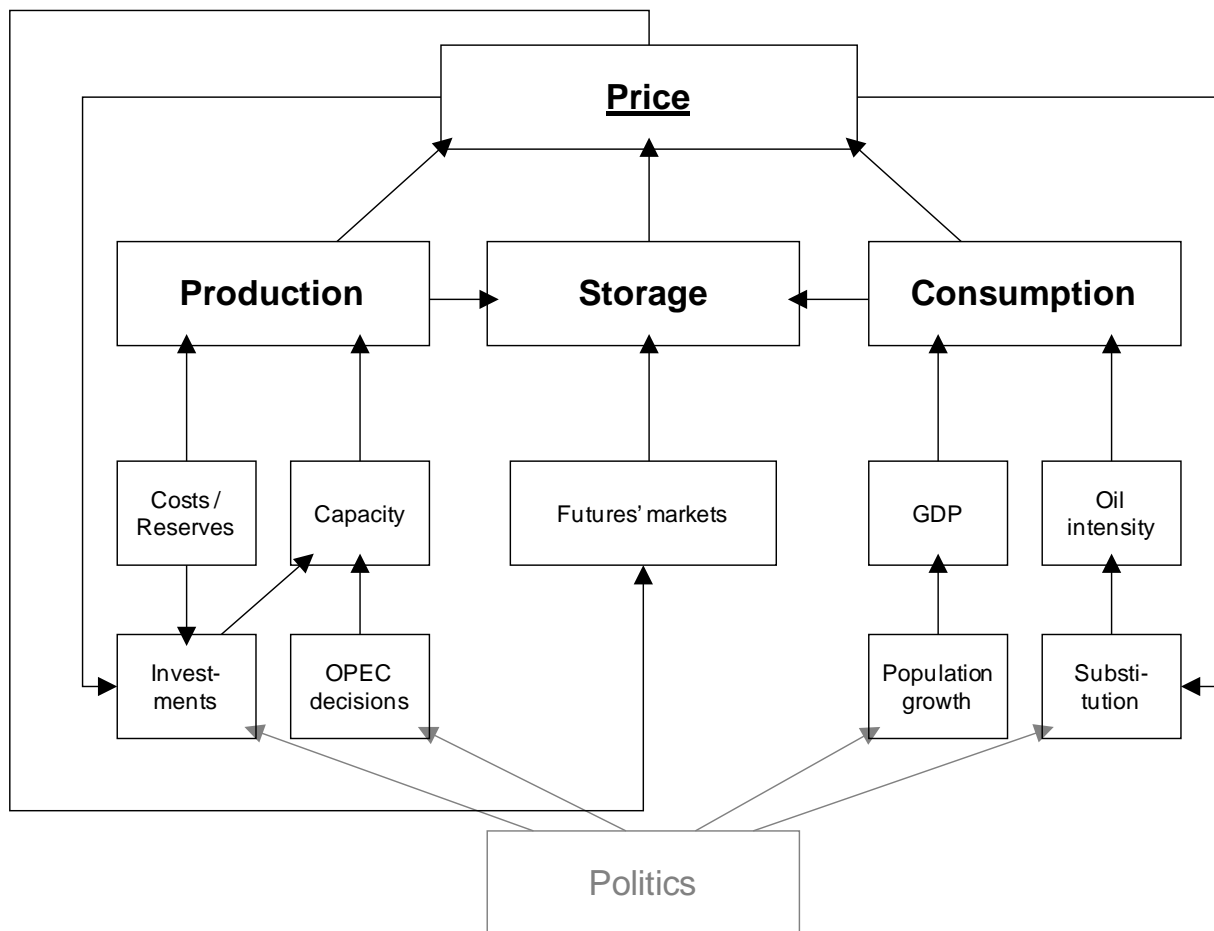 Price
Production
Storage
Consumption
Costs /
Reserves
Capacity
Futures’ markets
GDP
Oil
intensity
Invest-
ments
OPEC
decisions
Population
growth
Substi-
tution
Politics